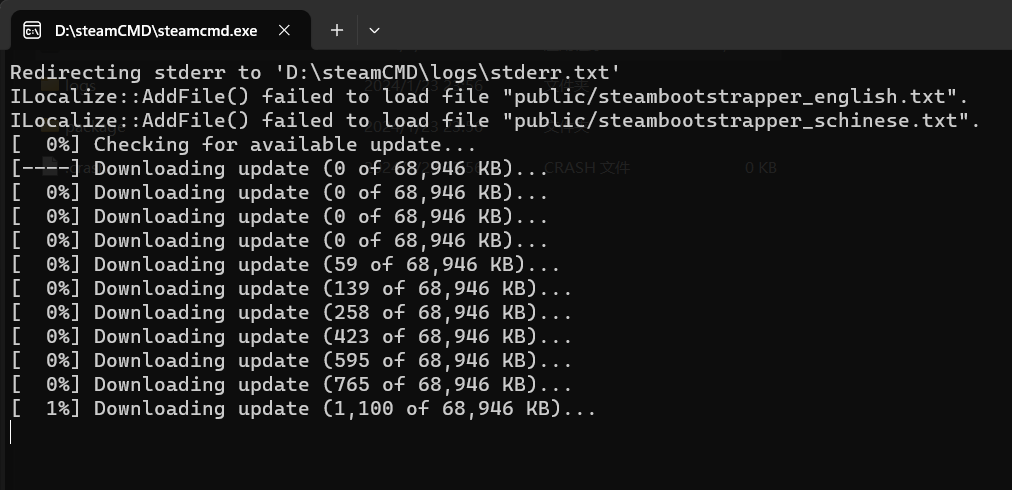 D:\steamCMD\steamcmd.exe
Redirecting stderr to 'D:\steamCMD\logs\stderr.txt'
ILocalize::AddFile() failed to load file "public/steambootstrapper_english.txt".
ILocalize::AddFile() failed to load file "public/steambootstrapper_schinese.txt".
[  0%] Checking for available update...
[----] Downloading update (0 of 68,946 KB)...
[  0%] Downloading update (0 of 68,946 KB)...
[  0%] Downloading update (0 of 68,946 KB)...
[  0%] Downloading update (0 of 68,946 KB)...
[  0%] Downloading update (59 of 68,946 KB)...
[  0%] Downloading update (139 of 68,946 KB)...
[  0%] Downloading update (258 of 68,946 KB)...
[  0%] Downloading update (423 of 68,946 KB)...
[  0%] Downloading update (595 of 68,946 KB)...
[  0%] Downloading update (765 of 68,946 KB)...
[  1%] Downloading update (1,100 of 68,946 KB)...
CRASH 文件
0 KB